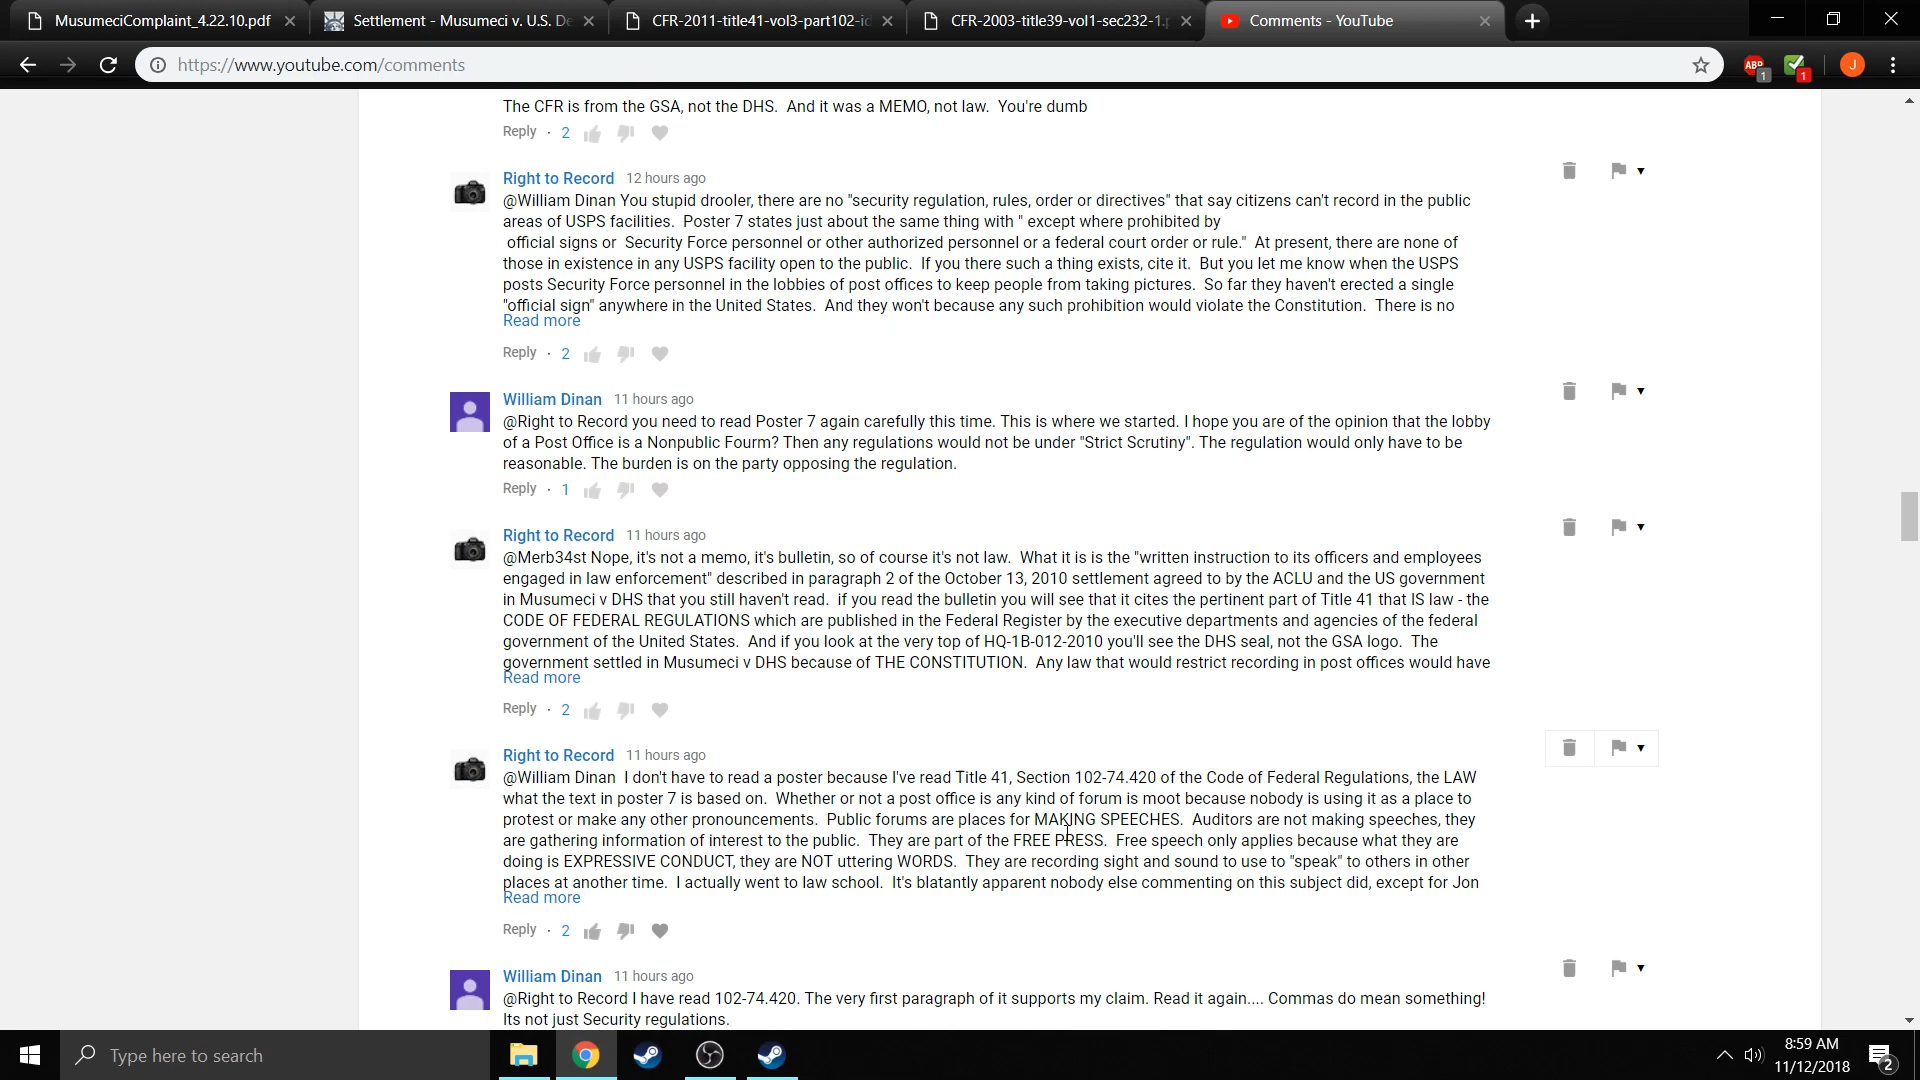 MusumeciComplaint_4.22.10.pdf
Settlement - Musumeci v. U.S. De
CFR-2011-title41-vol3-part102-id
CFR-2003-title39-vol1-sec232-1.p
Comments - YouTube
https://www.youtube.com/comments
ABP
1
1
J
The CFR is from the GSA, not the DHS.  And it was a MEMO, not law.  You're dumb
Reply · 2
Right to Record 12 hours ago
@William Dinan You stupid drooler, there are no "security regulation, rules, order or directives" that say citizens can't record in the public
areas of USPS facilities.  Poster 7 states just about the same thing with " except where prohibited by
official signs or  Security Force personnel or other authorized personnel or a federal court order or rule."  At present, there are none of
those in existence in any USPS facility open to the public.  If you there such a thing exists, cite it.  But you let me know when the USPS
posts Security Force personnel in the lobbies of post offices to keep people from taking pictures.  So far they haven't erected a single
"official sign" anywhere in the United States.  And they won't because any such prohibition would violate the Constitution.  There is no
Read more
Reply · 2
William Dinan 11 hours ago
@Right to Record you need to read Poster 7 again carefully this time. This is where we started. I hope you are of the opinion that the lobby
of a Post Office is a Nonpublic Fourm? Then any regulations would not be under "Strict Scrutiny". The regulation would only have to be
reasonable. The burden is on the party opposing the regulation.
Reply · 1
Right to Record 11 hours ago
@Merb34st Nope, it's not a memo, it's bulletin, so of course it's not law.  What it is is the "written instruction to its officers and employees
engaged in law enforcement" described in paragraph 2 of the October 13, 2010 settlement agreed to by the ACLU and the US government
in Musumeci v DHS that you still haven't read.  if you read the bulletin you will see that it cites the pertinent part of Title 41 that IS law - the
CODE OF FEDERAL REGULATIONS which are published in the Federal Register by the executive departments and agencies of the federal
government of the United States.  And if you look at the very top of HQ-1B-012-2010 you'll see the DHS seal, not the GSA logo.  The
government settled in Musumeci v DHS because of THE CONSTITUTION.  Any law that would restrict recording in post offices would have
Read more
Reply · 2
Right to Record 11 hours ago
@William Dinan  I don't have to read a poster because I've read Title 41, Section 102-74.420 of the Code of Federal Regulations, the LAW
what the text in poster 7 is based on.  Whether or not a post office is any kind of forum is moot because nobody is using it as a place to
protest or make any other pronouncements.  Public forums are places for MAKING SPEECHES.  Auditors are not making speeches, they
are gathering information of interest to the public.  They are part of the FREE PRESS.  Free speech only applies because what they are
doing is EXPRESSIVE CONDUCT, they are NOT uttering WORDS.  They are recording sight and sound to use to "speak" to others in other
places at another time.  I actually went to law school.  It's blatantly apparent nobody else commenting on this subject did, except for Jon
Read more
Reply · 2
William Dinan 11 hours ago
@Right to Record I have read 102-74.420. The very first paragraph of it supports my claim. Read it again.... Commas do mean something!
Its not just Security regulations.
Type here to search
8:59 AM
11/12/2018
2